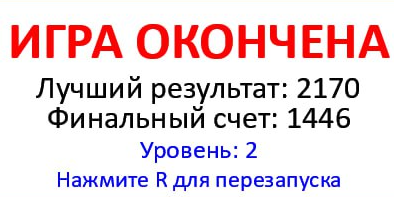 ИГРА ОКОНЧЕНА
Лучший результат: 2170
Финальный счет: 1446
Уровень: 2
Нажмите R для перезапуска